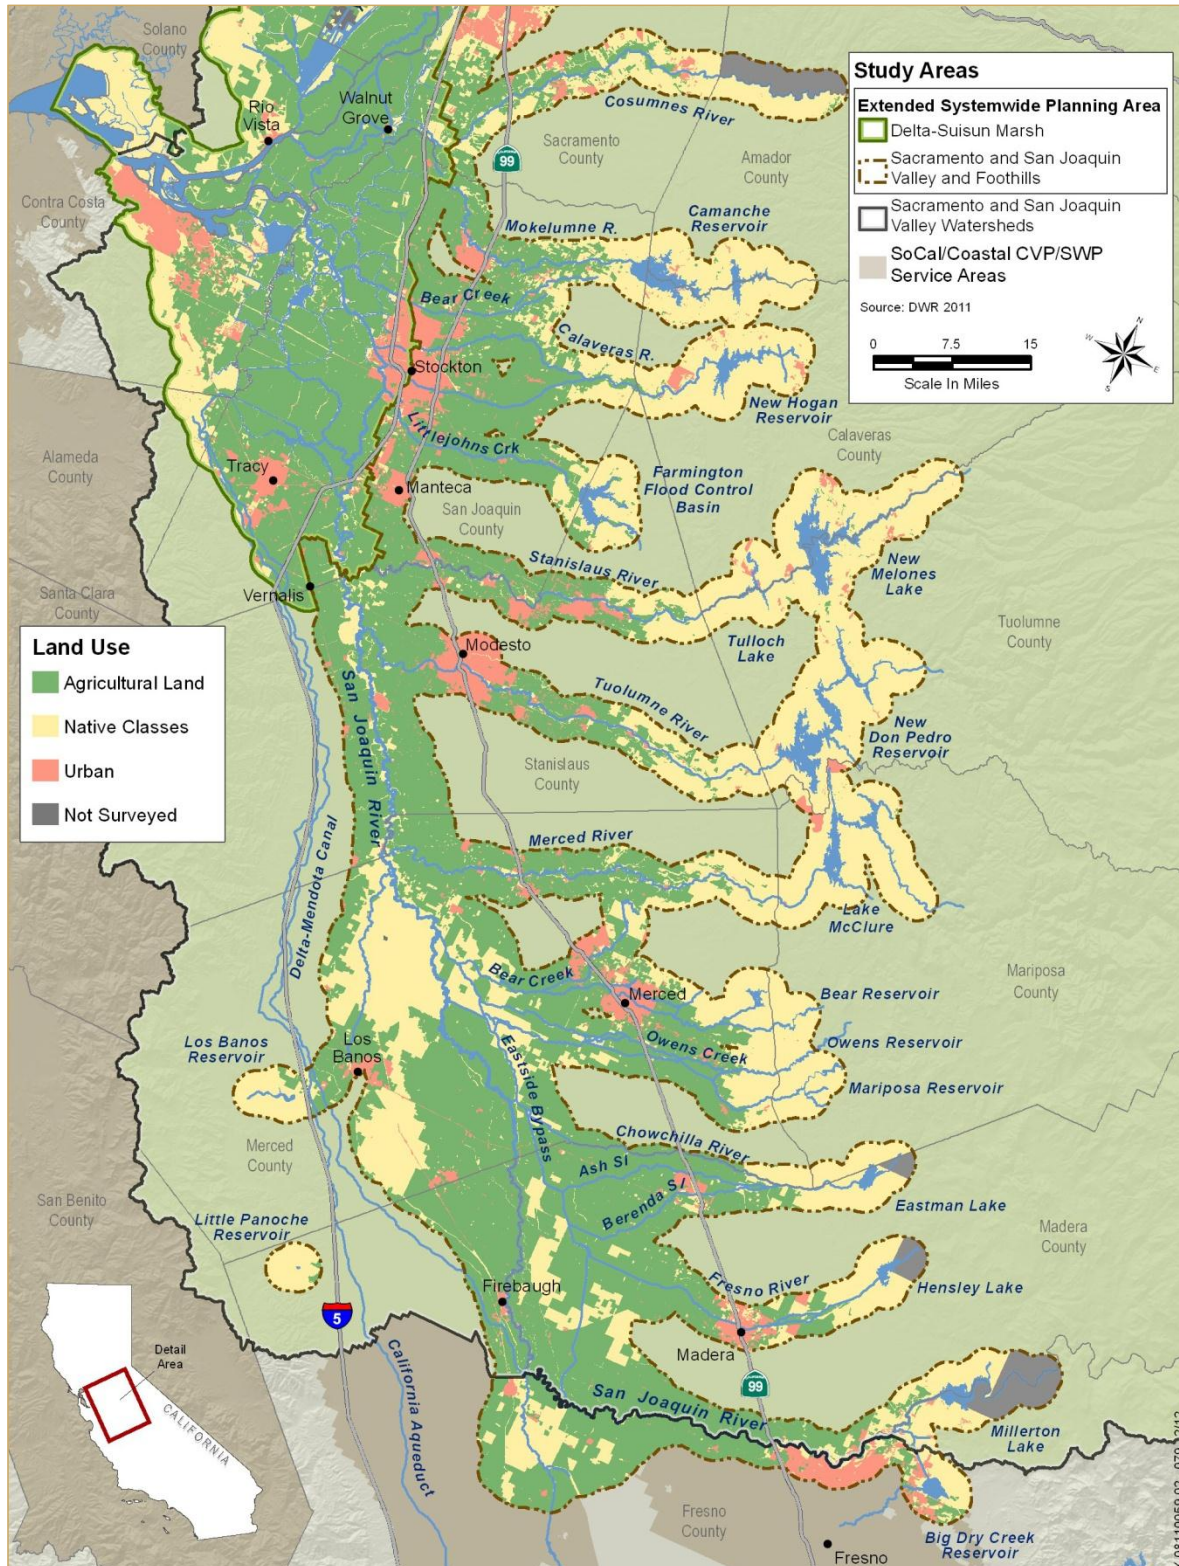 Solano
County
Rio
Vista
Walnut
Grove
99
Cosumnes River
Sacramento
County
Amador
County
Contra Costa
County
Mokelumne R.
Camanche
Reservoir
Bear Creek
Calaveras R.
Stockton
New Hogan
Reservoir
Calaveras
County
Littlejohns Crk
Alameda
County
Tracy
Manteca
San Joaquin
County
Farmington
Flood Control
Basin
Stanislaus River
New
Melones
Lake
Santa Clara
County
Vernalis
Tulloch
Lake
Tuolumne
County
Modesto
Tuolumne River
New
Don Pedro
Reservoir
San Joaquin River
Stanislaus
County
Merced River
Delta-Mendota Canal
Lake
McClure
Mariposa
County
Bear Creek
Merced
Bear Reservoir
Los Banos
Reservoir
Los
Banos
Owens Creek
Owens Reservoir
Eastside Bypass
Mariposa Reservoir
Merced
County
Chowchilla River
Ash Sl
Berenda Sl
Eastman Lake
San Benito
County
Little Panoche
Reservoir
Madera
County
Firebaugh
Fresno River
Hensley Lake
5
Madera
99
California Aqueduct
San Joaquin River
Millerton
Lake
Fresno
County
Big Dry Creek
Reservoir
Fresno
Study Areas
Extended Systemwide Planning Area
Delta-Suisun Marsh
Sacramento and San Joaquin
Valley and Foothills
Sacramento and San Joaquin
Valley Watersheds
SoCal/Coastal CVP/SWP
Service Areas
Source: DWR 2011
0 7.5 15
Scale In Miles
N
W
E
S
Land Use
Agricultural Land
Native Classes
Urban
Not Surveyed
Detail
Area
CALIFORNIA